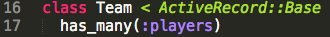 16 class Team < ActiveRecord::Base
17   has_many(:players)